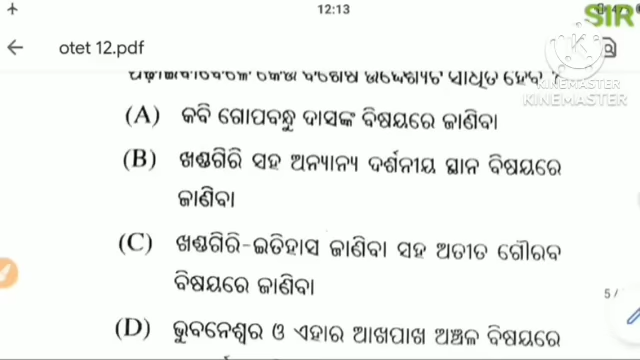 12:13
SIR
otet 12.pdf
KINEMASTER
KINEMASTER
(A) କବି ଗୋପବନ୍ଧୁ ଦାସଙ୍କ ବିଷୟରେ ଜାଣିବା
(B) ଖଣ୍ଡଗିରି ସହ ଅନ୍ୟାନ୍ୟ ଦର୍ଶନୀୟ ସ୍ଥାନ ବିଷୟରେ
ଜାଣିବା
(C) ଖଣ୍ଡଗିରି-ଇତିହାସ ଜାଣିବା ସହ ଅତୀତ ଗୌରବ
ବିଷୟରେ ଜାଣିବା
5/
(D) ଭୁବନେଶ୍ୱର ଓ ଏହାର ଆଖପାଖ ଅଞ୍ଚଳ ବିଷୟରେ